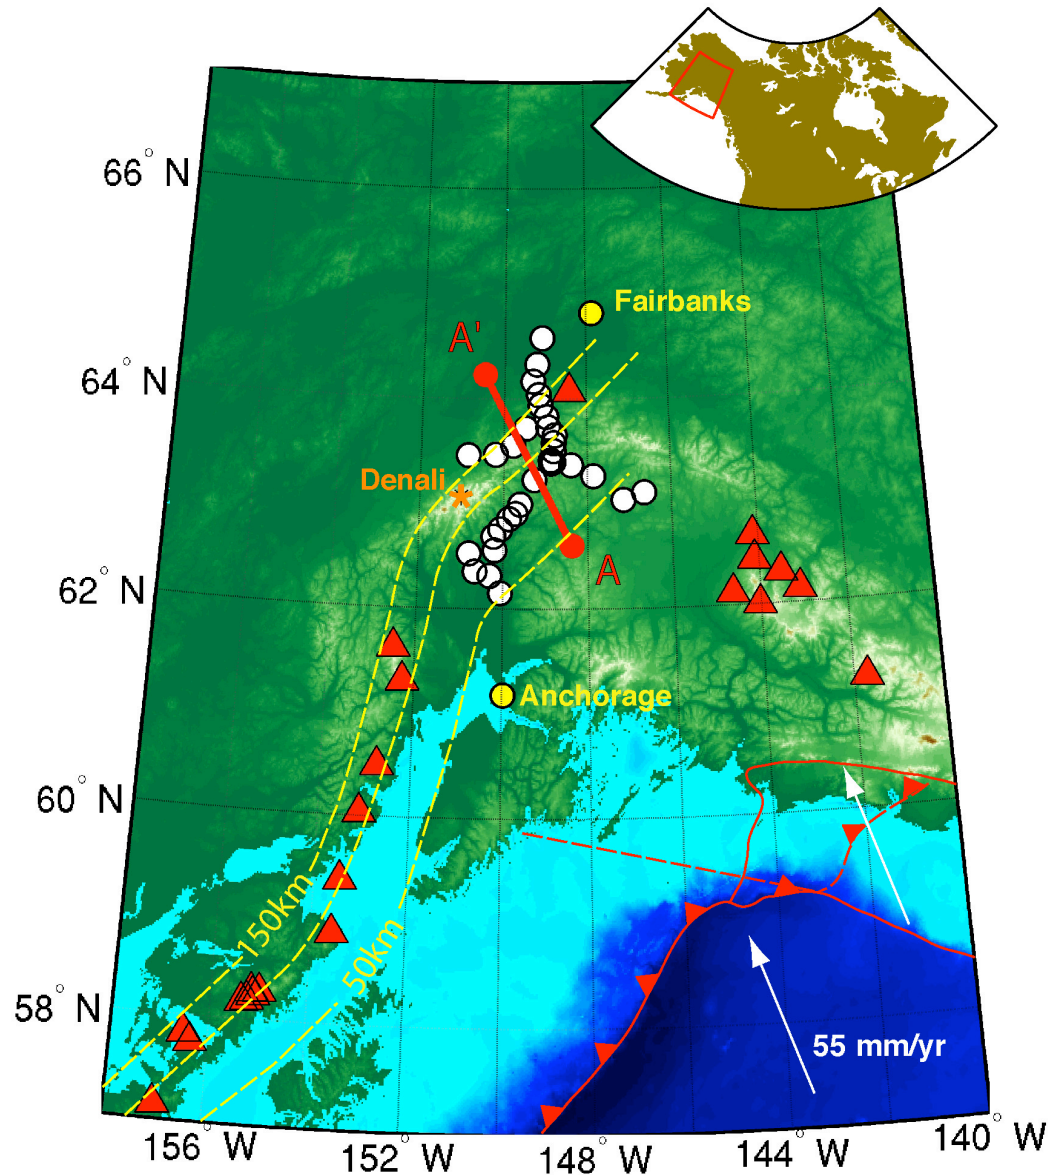 66° N
Fairbanks
A'
64° N
Denali
A
62° N
Anchorage
60° N
150km
50km
58° N
55 mm/yr
156° W
152° W
148° W
144° W
140° W